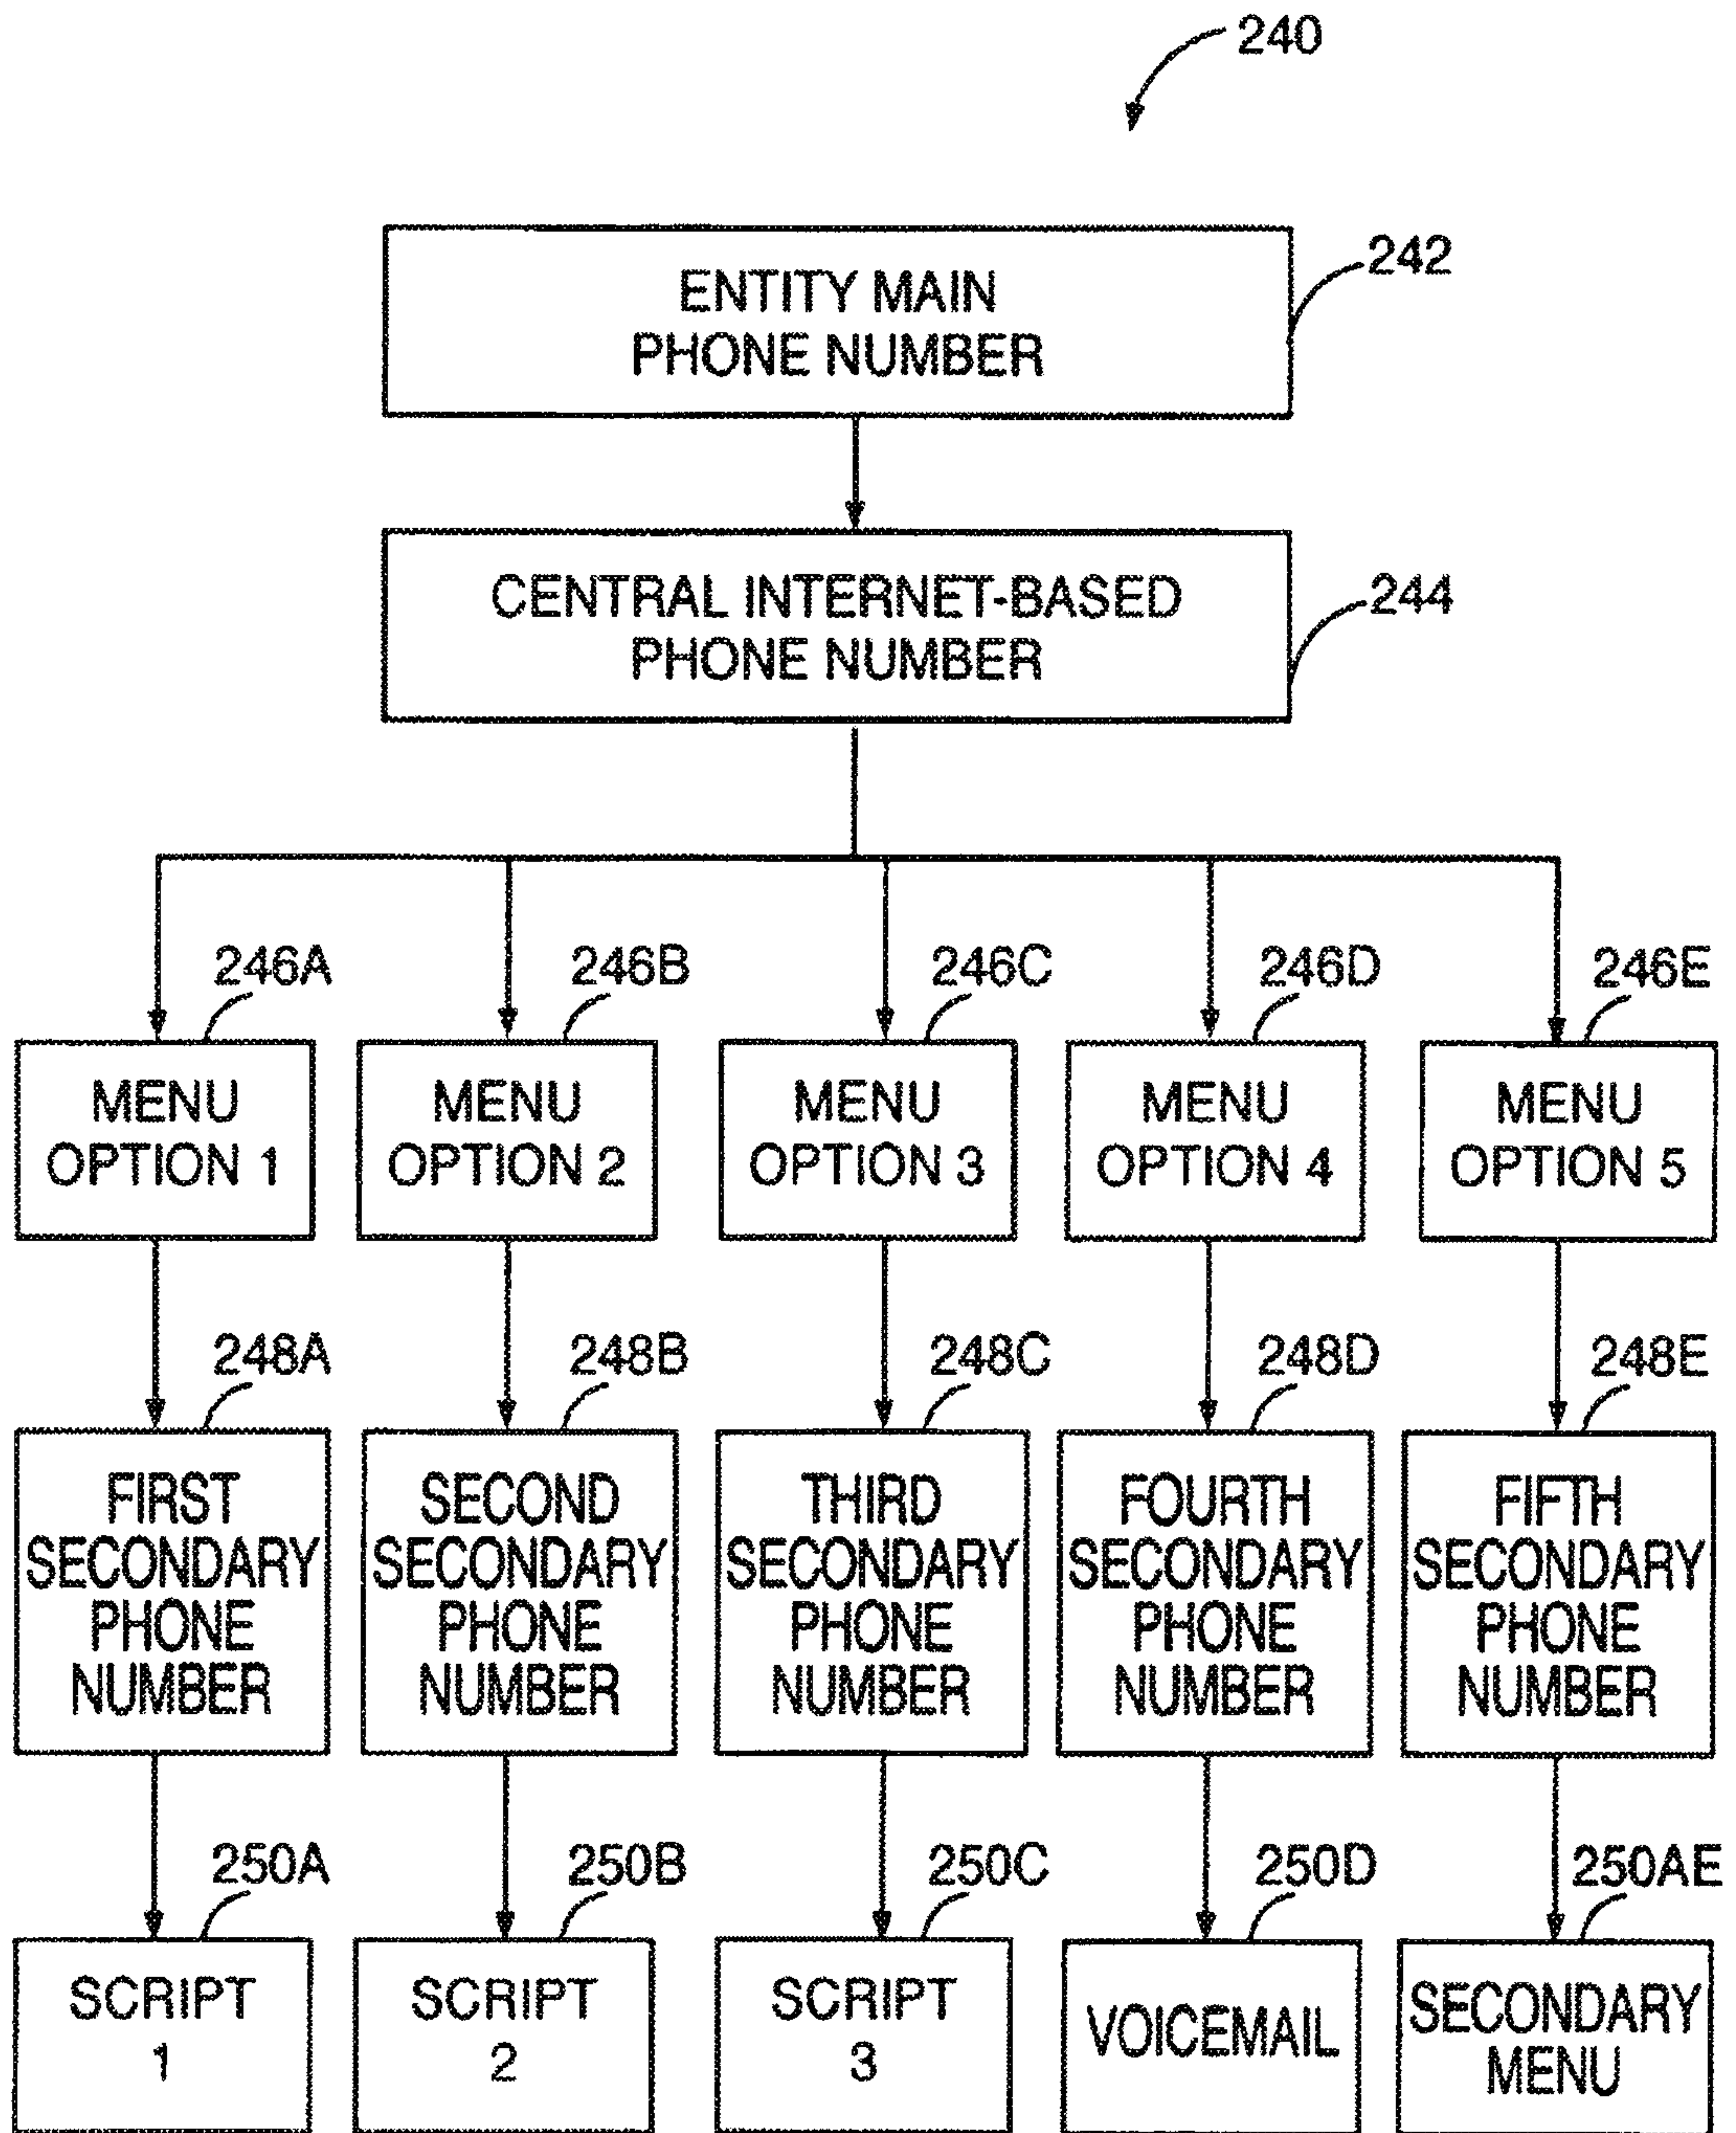 240
ENTITY MAIN
PHONE NUMBER
242
CENTRAL INTERNET-BASED
PHONE NUMBER
244
246A
246B
246C
246D
246E
MENU
OPTION 1
MENU
OPTION 2
MENU
OPTION 3
MENU
OPTION 4
MENU
OPTION 5
248A
248B
248C
248D
248E
FIRST
SECONDARY
PHONE
NUMBER
SECOND
SECONDARY
PHONE
NUMBER
THIRD
SECONDARY
PHONE
NUMBER
FOURTH
SECONDARY
PHONE
NUMBER
FIFTH
SECONDARY
PHONE
NUMBER
250A
250B
250C
250D
250AE
SCRIPT
1
SCRIPT
2
SCRIPT
3
VOICEMAIL
SECONDARY
MENU